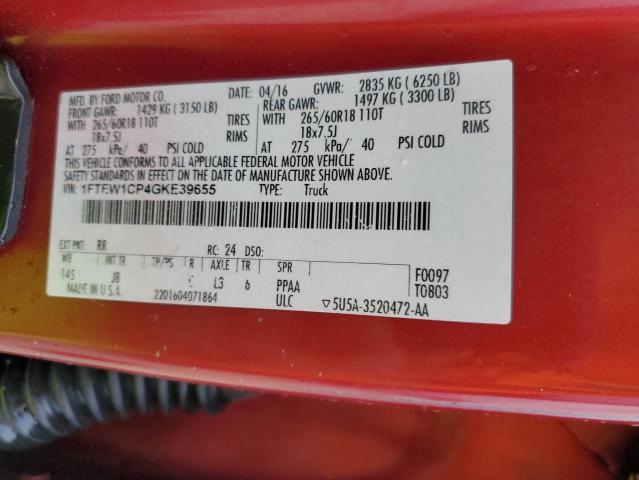 MFD. BY FORD MOTOR CO.
DATE: 04/16 GVWR: 2835 KG ( 6250 LB)
FRONT GAWR: 1429 KG ( 3150 LB)
REAR GAWR: 1497 KG ( 3300 LB)
WITH 265/60R18 110T TIRES
WITH 265/60R18 110T TIRES
18x7.5J RIMS
18x7.5J RIMS
AT 275 kPa/ 40 PSI COLD
AT 275 kPa/ 40 PSI COLD
THIS VEHICLE CONFORMS TO ALL APPLICABLE FEDERAL MOTOR VEHICLE
SAFETY BUMPER AND THEFT PREVENTION STANDARDS IN EFFECT ON THE DATE OF MANUFACTURE SHOWN ABOVE.
VIN: 1FTEW1CP4GKE39655 TYPE: Truck
EXT PNT: RR RC: 24 DSO:
WB INT TR TP/PS R AXLE TR SPR
145 JB L3 6 PPAA
F0097
T0803
MADE IN U.S.A. 2201604071864 ULC ▽5U5A-3520472-AA